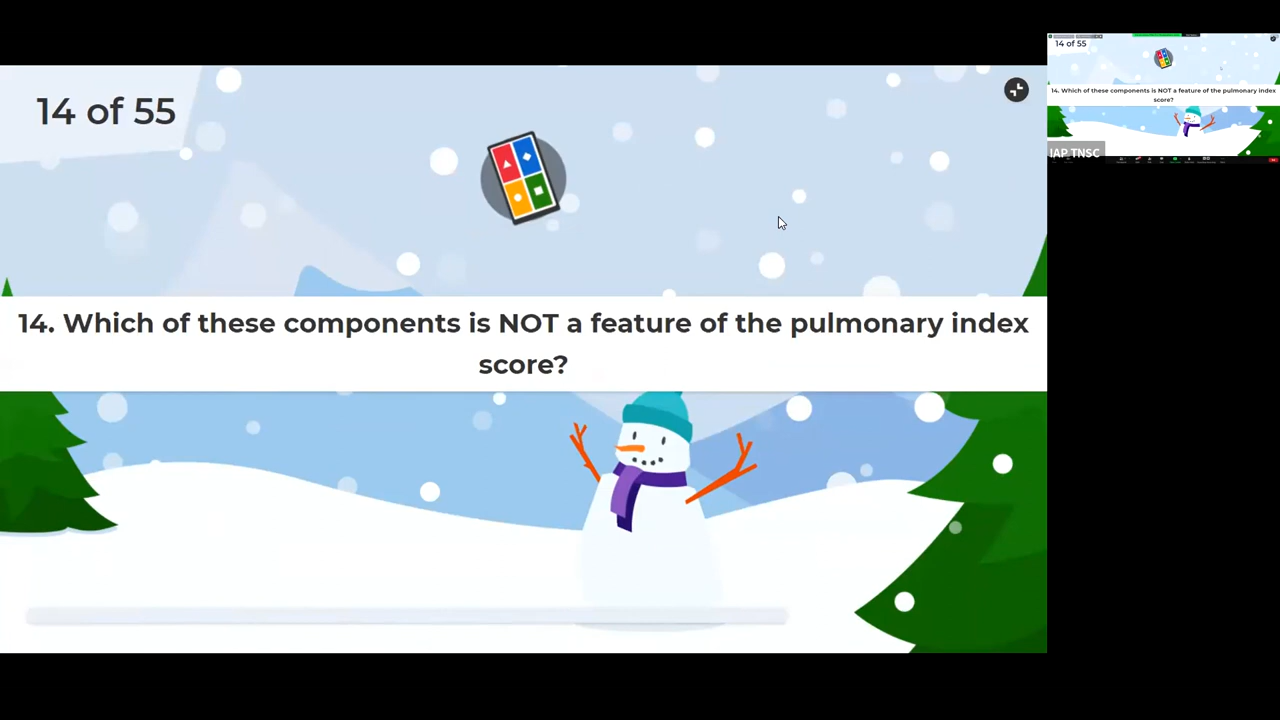 14 of 55
14. Which of these components is NOT a feature of the pulmonary index
score?
14 of 55
14. Which of these components is NOT a feature of the pulmonary index
score?
IAP TNSC